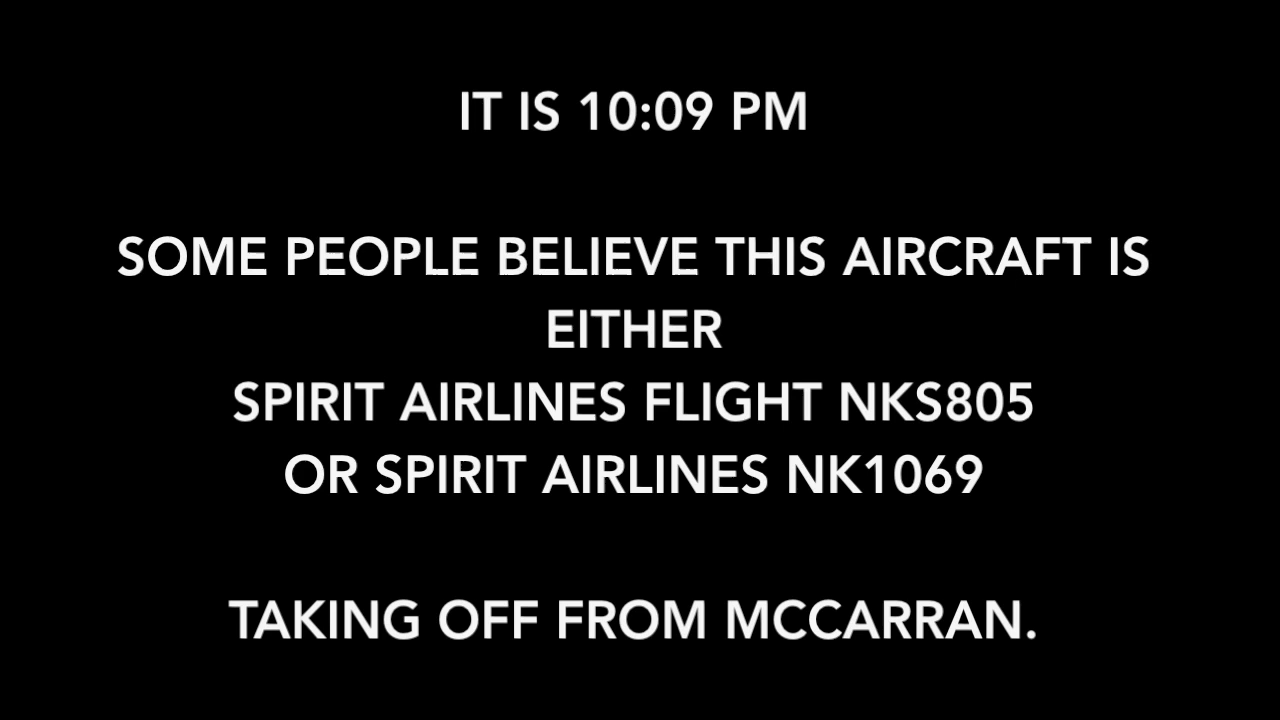 IT IS 10:09 PM
SOME PEOPLE BELIEVE THIS AIRCRAFT IS
EITHER
SPIRIT AIRLINES FLIGHT NKS805
OR SPIRIT AIRLINES NK1069
TAKING OFF FROM MCCARRAN.